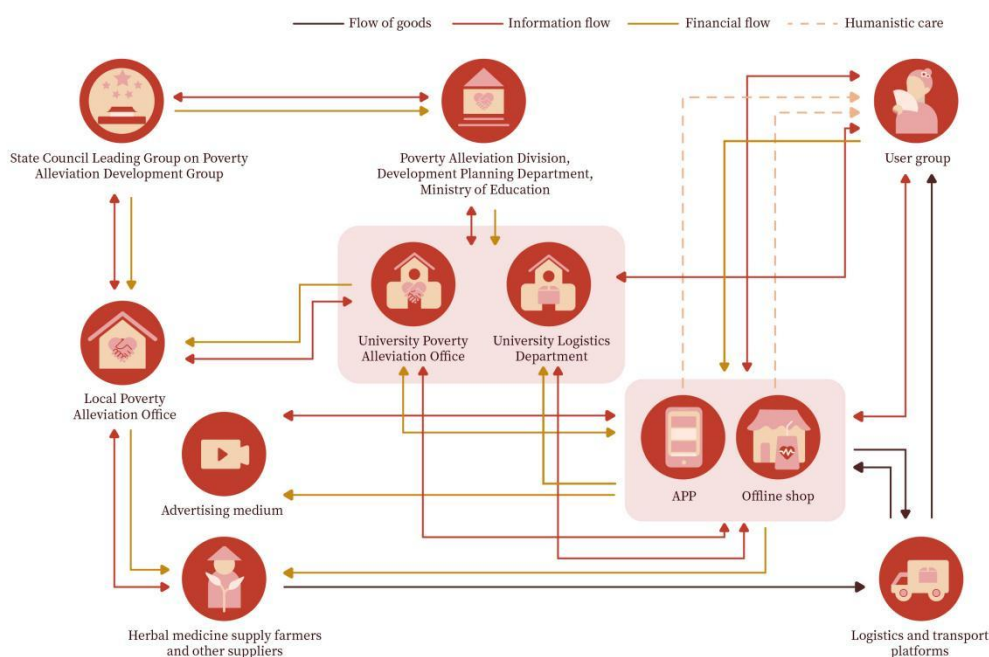 Flow of goods
Information flow
Financial flow
Humanistic care
State Council Leading Group on Poverty
Alleviation Development Group
Poverty Alleviation Division,
Development Planning Department,
Ministry of Education
User group
University Poverty
Alleviation Office
University Logistics
Department
Local Poverty
Alleviation Office
Advertising medium
APP
Offline shop
Herbal medicine supply farmers
and other suppliers
Logistics and transport
platforms